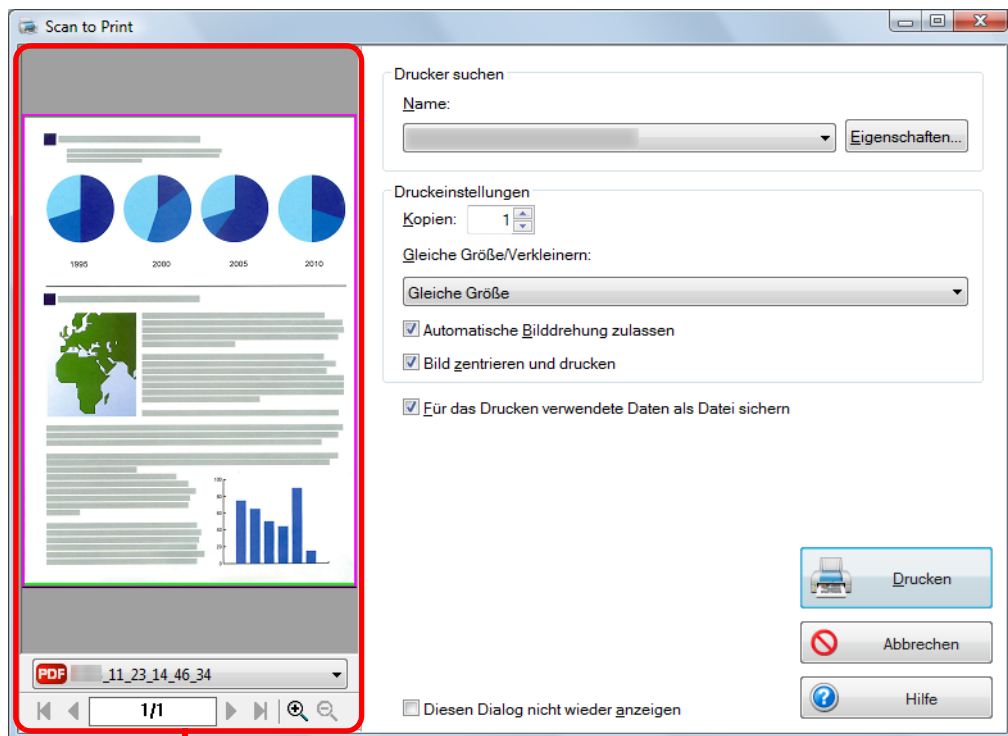 Scan to Print
1995 2000 2005 2010
PDF _11_23_14_46_34
1/1
Drucker suchen
Name:
Eigenschaften...
Druckeinstellungen
Kopien: 1
Gleiche Größe/Verkleinern:
Gleiche Größe
Automatische Bilddrehung zulassen
Bild zentrieren und drucken
Für das Drucken verwendete Daten als Datei sichern
Drucken
Abbrechen
Diesen Dialog nicht wieder anzeigen
Hilfe